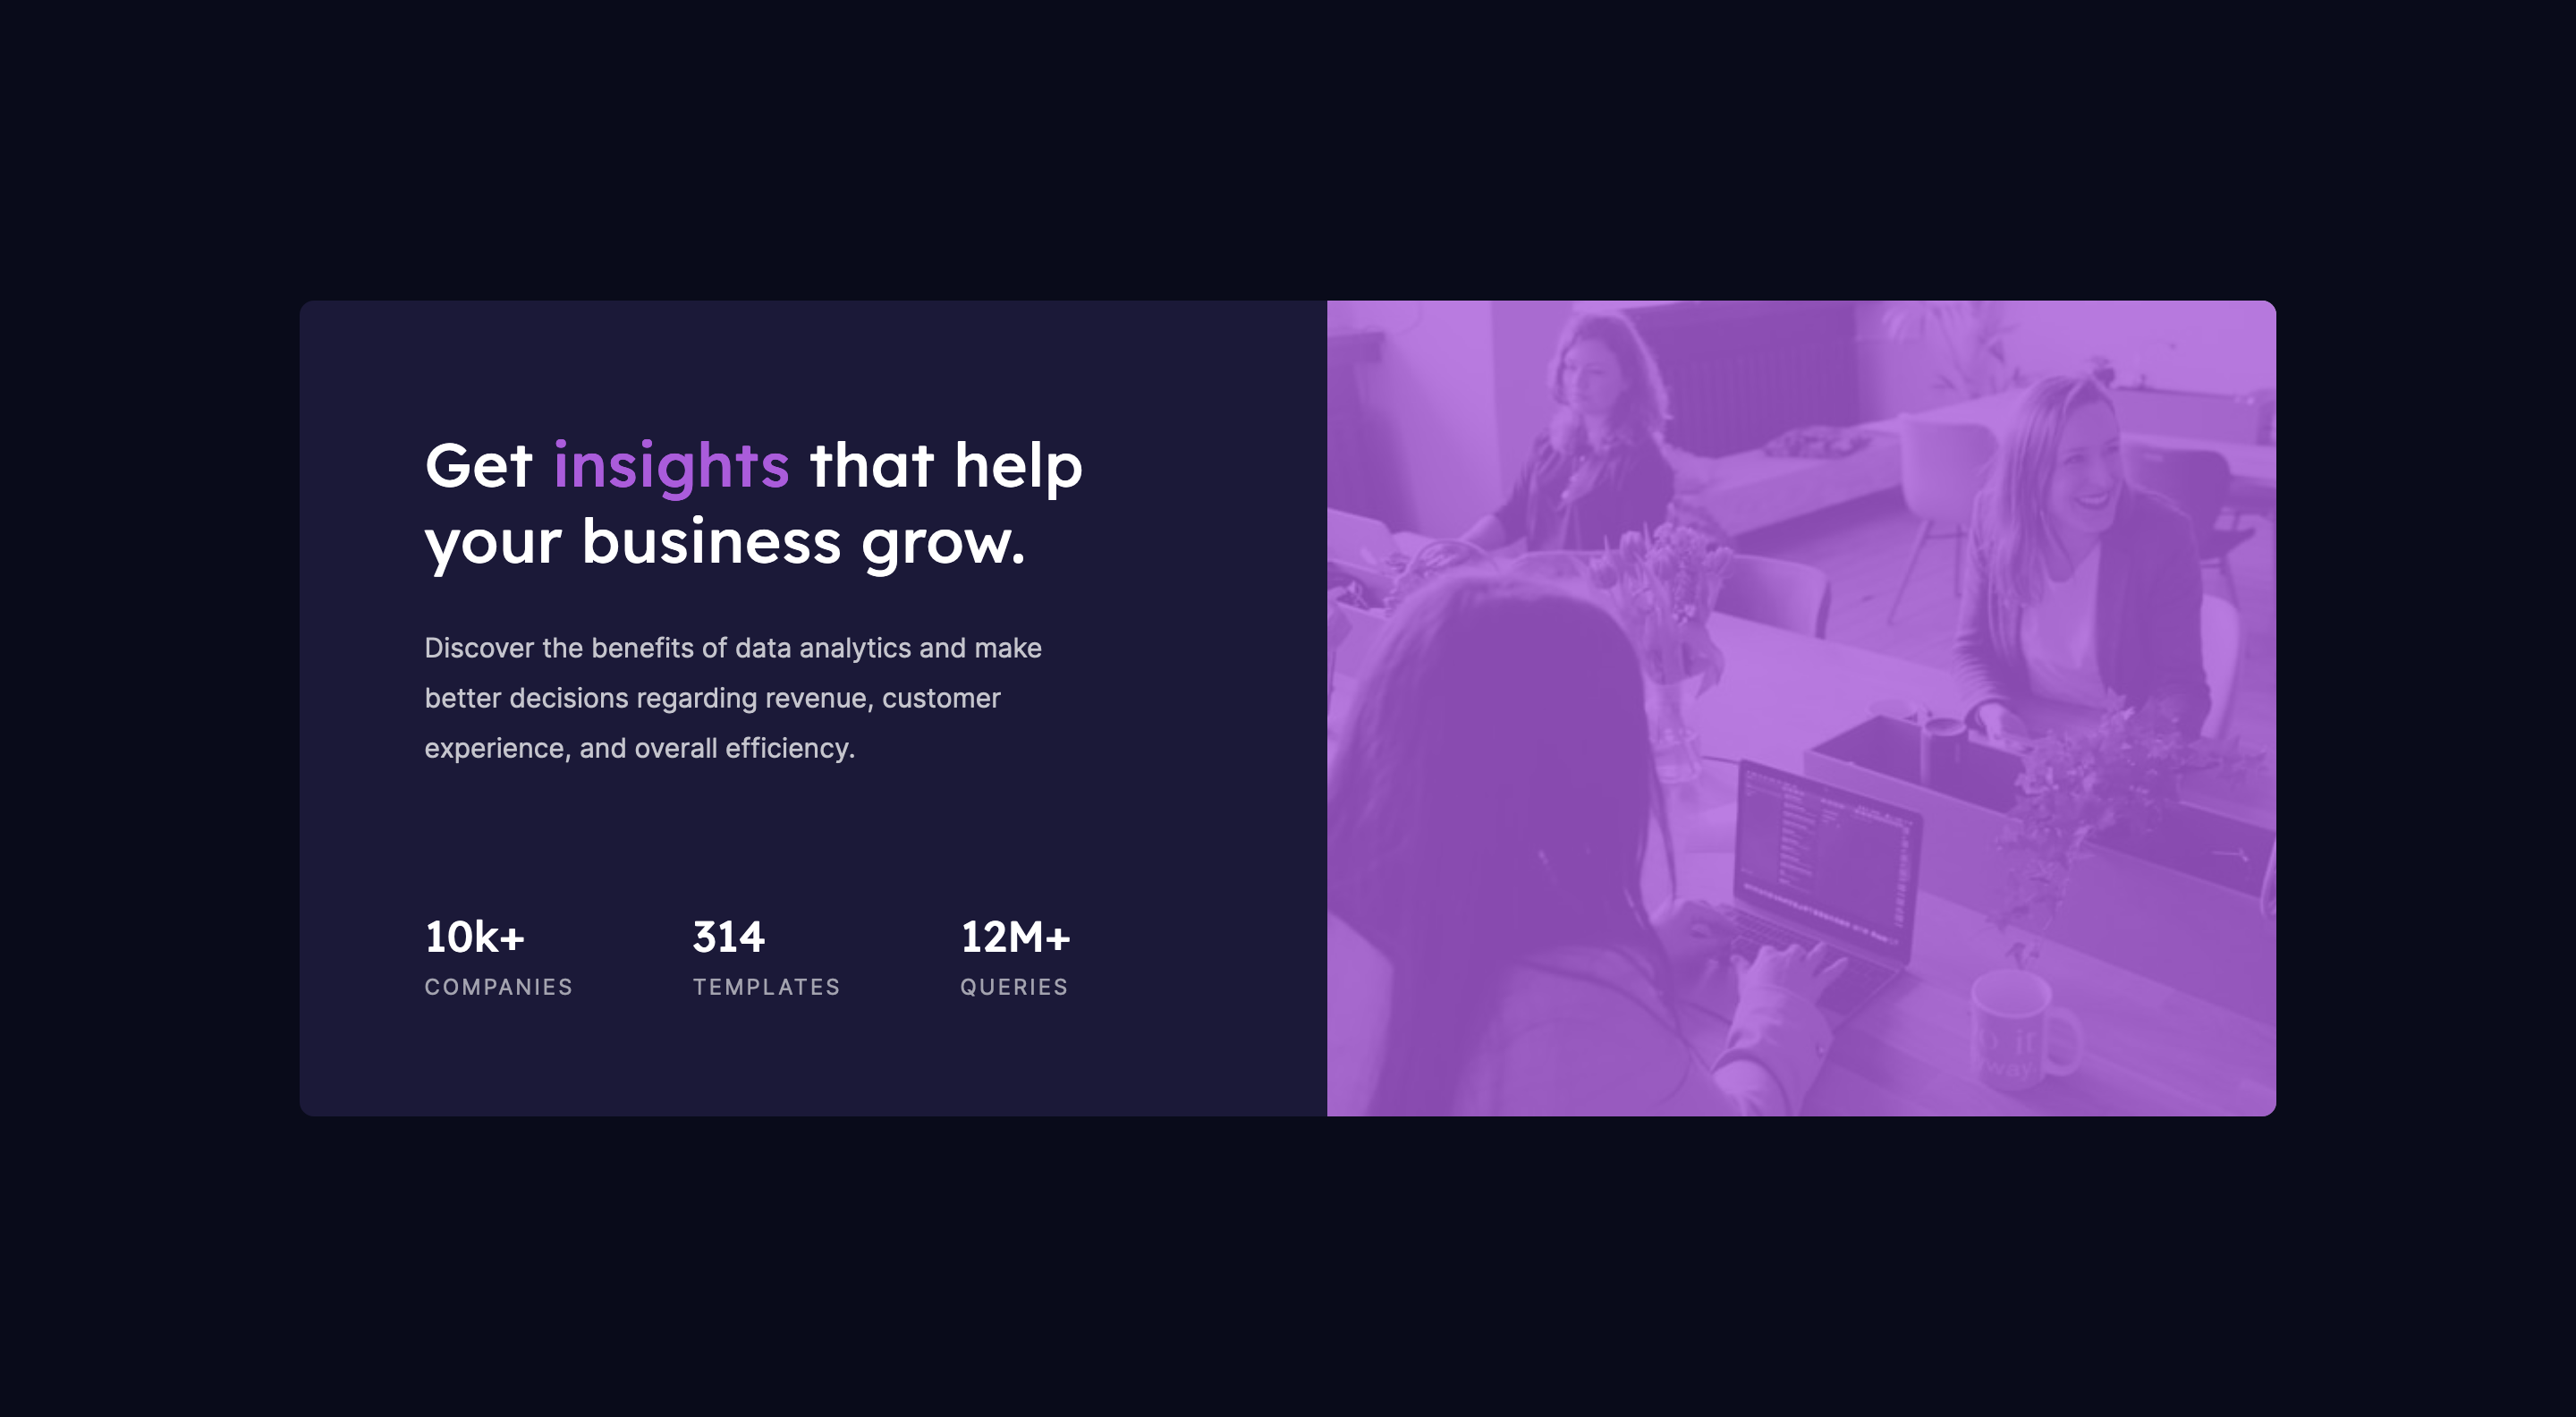 Get insights that help
your business grow.
Discover the benefits of data analytics and make
better decisions regarding revenue, customer
experience, and overall efficiency.
10k+
COMPANIES
314
TEMPLATES
12M+
QUERIES